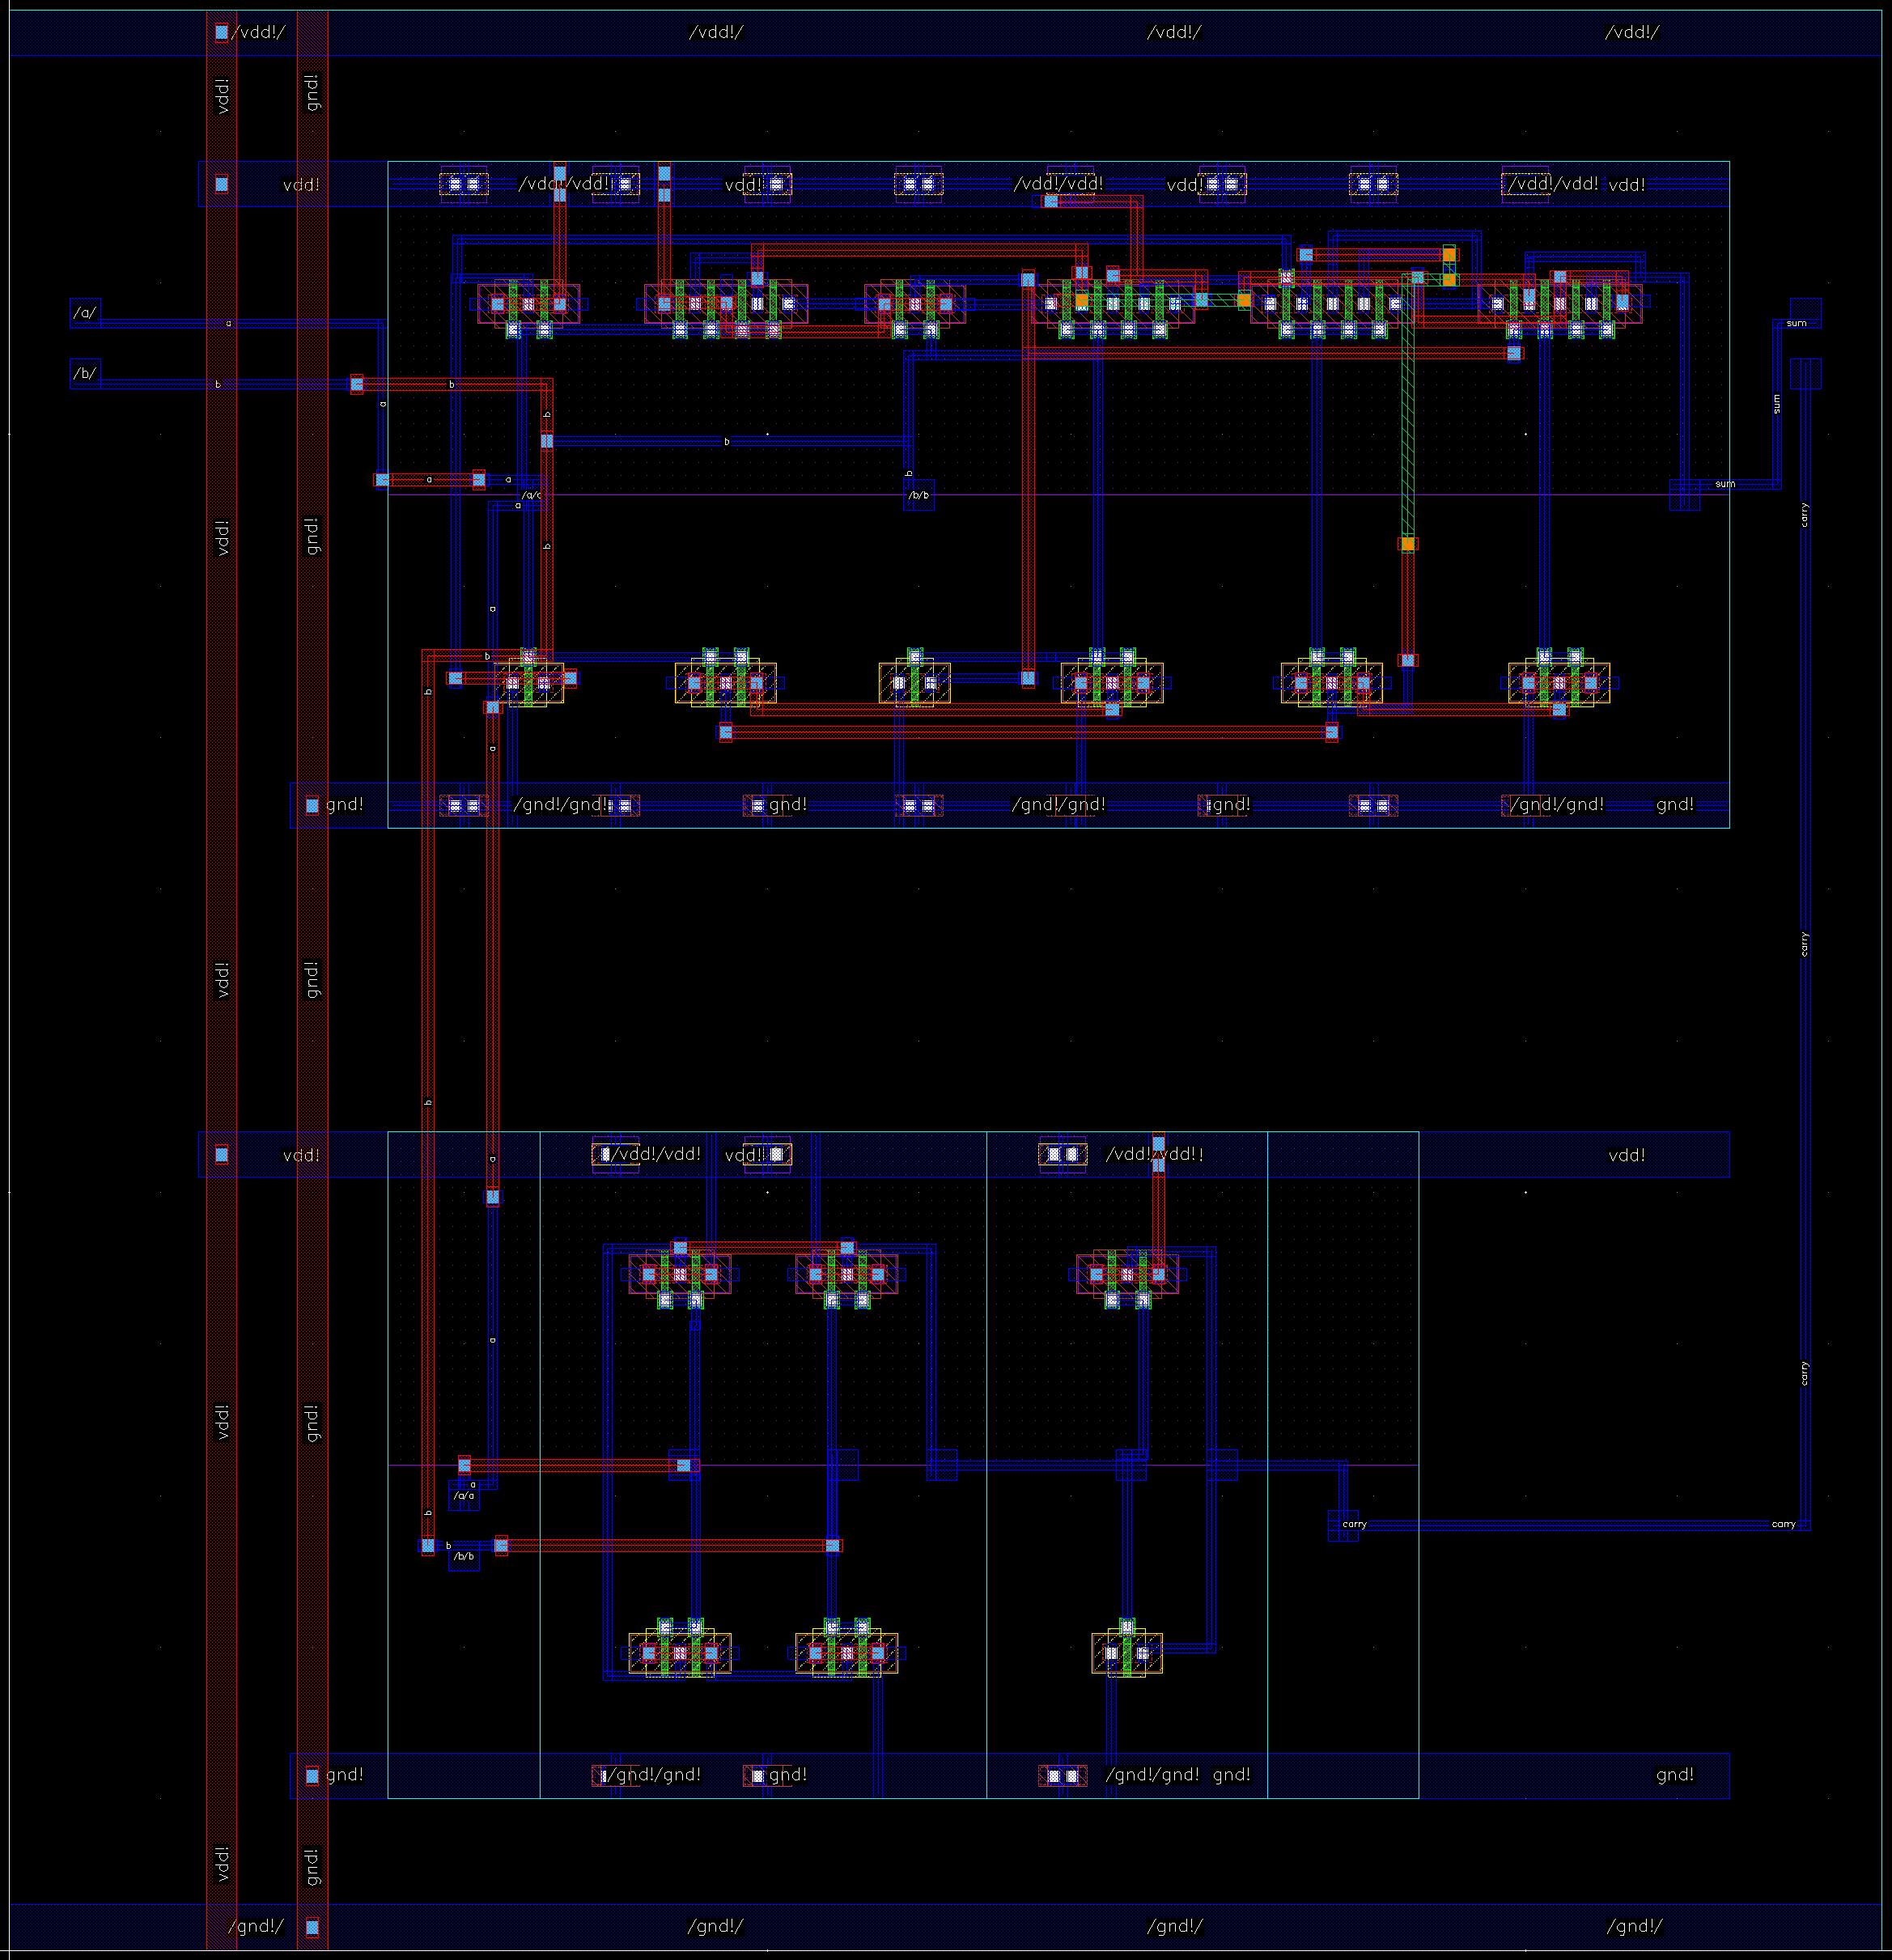 /vdd!/ /vdd!/ /vdd!/ /vdd!/
vdd! gnd!
vdd! /vdd!/vdd! vdd! /vdd!/vdd! vdd! /vdd!/vdd! vdd!
/a/ a sum
/b/ b b
a b sum
b
a a b sum
/a/a /b/b
a carry
vdd! gnd! b
a
b
b
a
gnd! /gnd!/gnd! gnd! /gnd!/gnd! gnd! /gnd!/gnd! gnd!
carry
vdd! gnd!
b
vdd! a /vdd!/vdd! vdd! /vdd!/vdd! ! vdd!
a
carry
vdd! gnd!
a
/a/a
b carry carry
b
/b/b
gnd! /gnd!/gnd! gnd! /gnd!/gnd! gnd! gnd!
vdd! gnd!
/gnd!/ /gnd!/ /gnd!/ /gnd!/